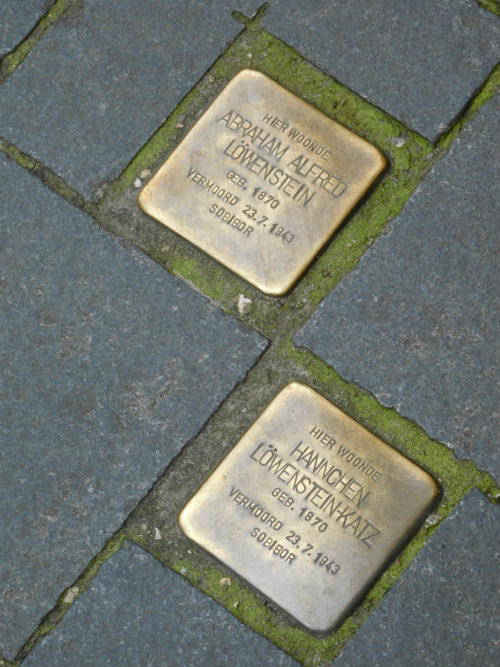 HIER WOONDE
ABRAHAM ALFRED
LÖWENSTEIN
GEB. 1870
VERMOORD 23.7.1943
SOBIBOR
HIER WOONDE
HANNCHEN
LÖWENSTEIN-KATZ
GEB. 1870
VERMOORD 23.7.1943
SOBIBOR